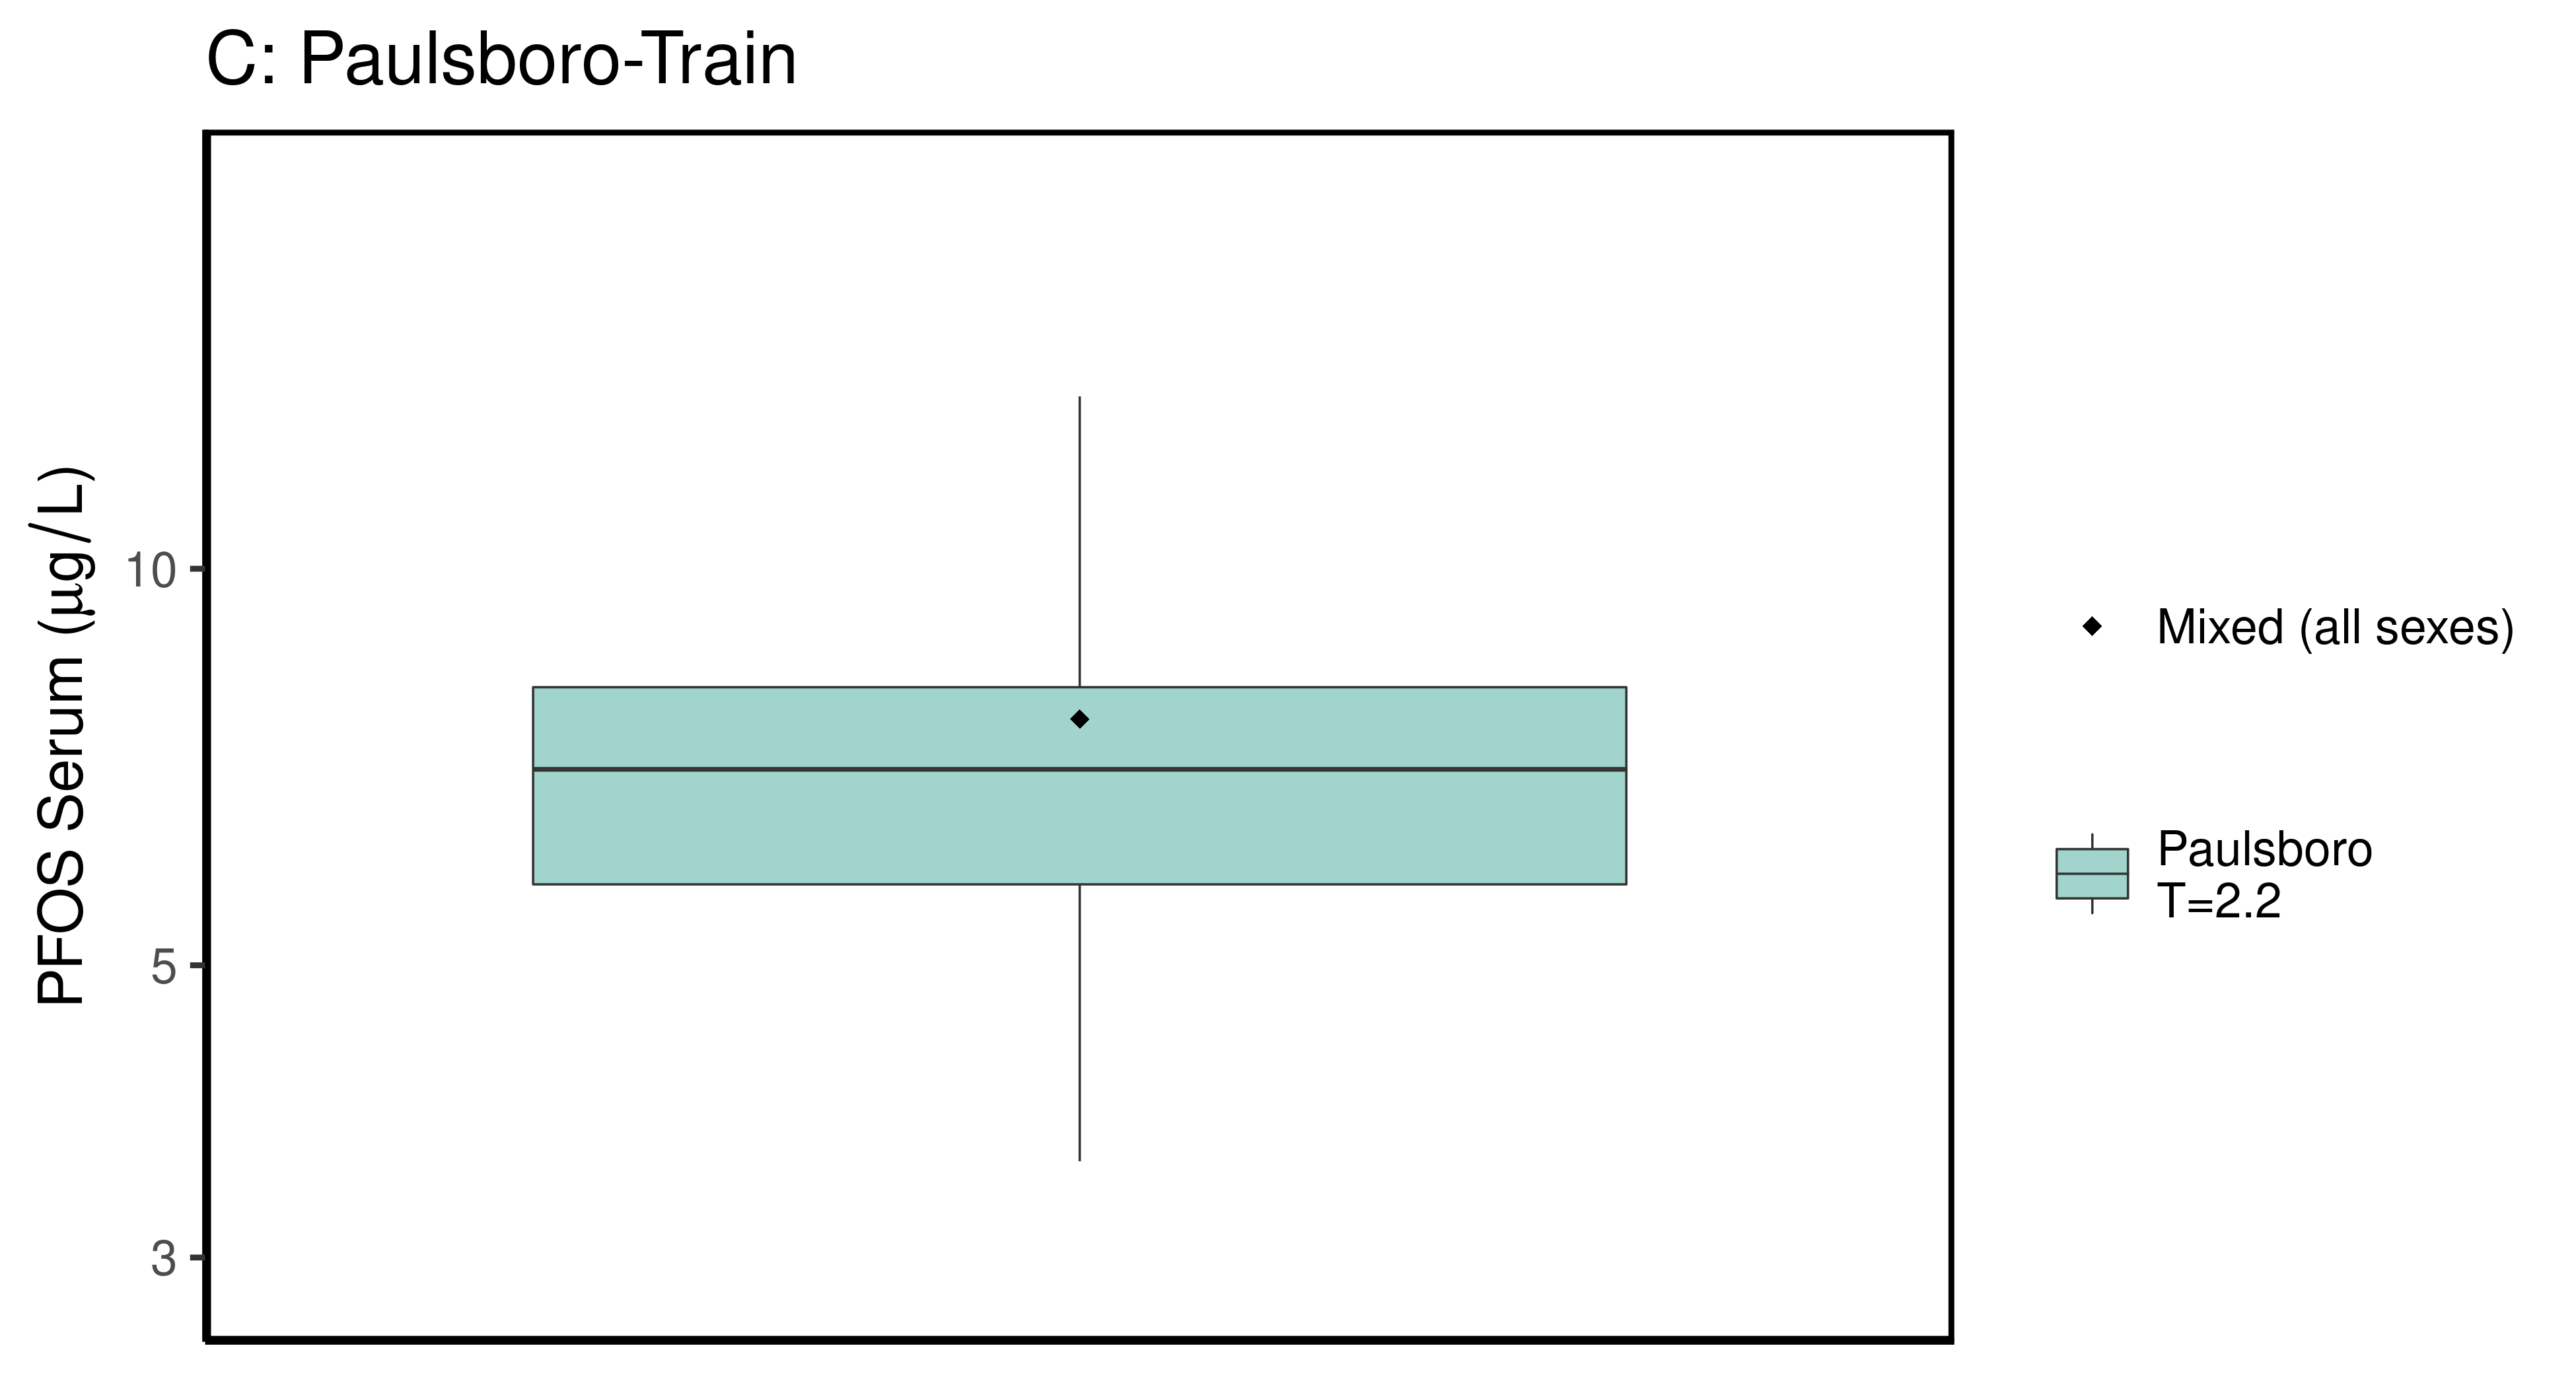 C: Paulsboro-Train
PFOS Serum (μg/L)
10
5
3
Mixed (all sexes)
Paulsboro
T=2.2